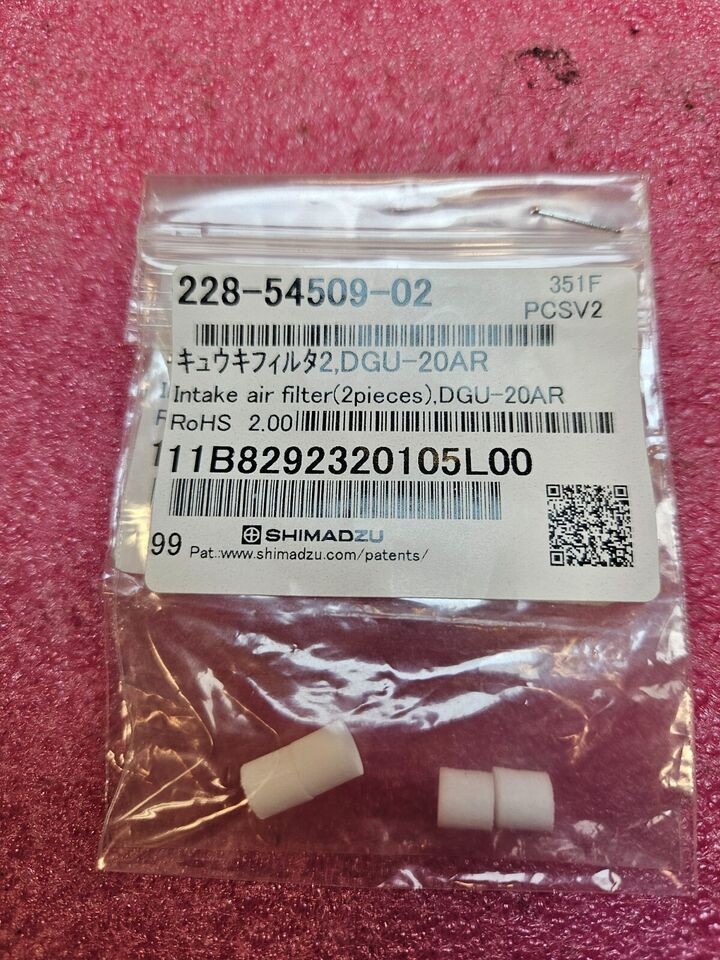 228-54509-02
351F
PCSV2
キュウキフィルタ2,DGU-20AR
Intake air filter(2pieces),DGU-20AR
RoHS 2.00
11B8292320105L00
SHIMADZU
99 Pat.:www.shimadzu.com/patents/